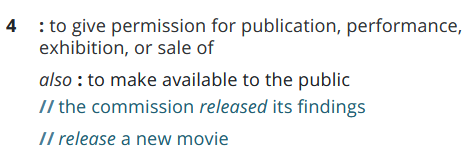 4 : to give permission for publication, performance,
exhibition, or sale of
also : to make available to the public
// the commission released its findings
// release a new movie